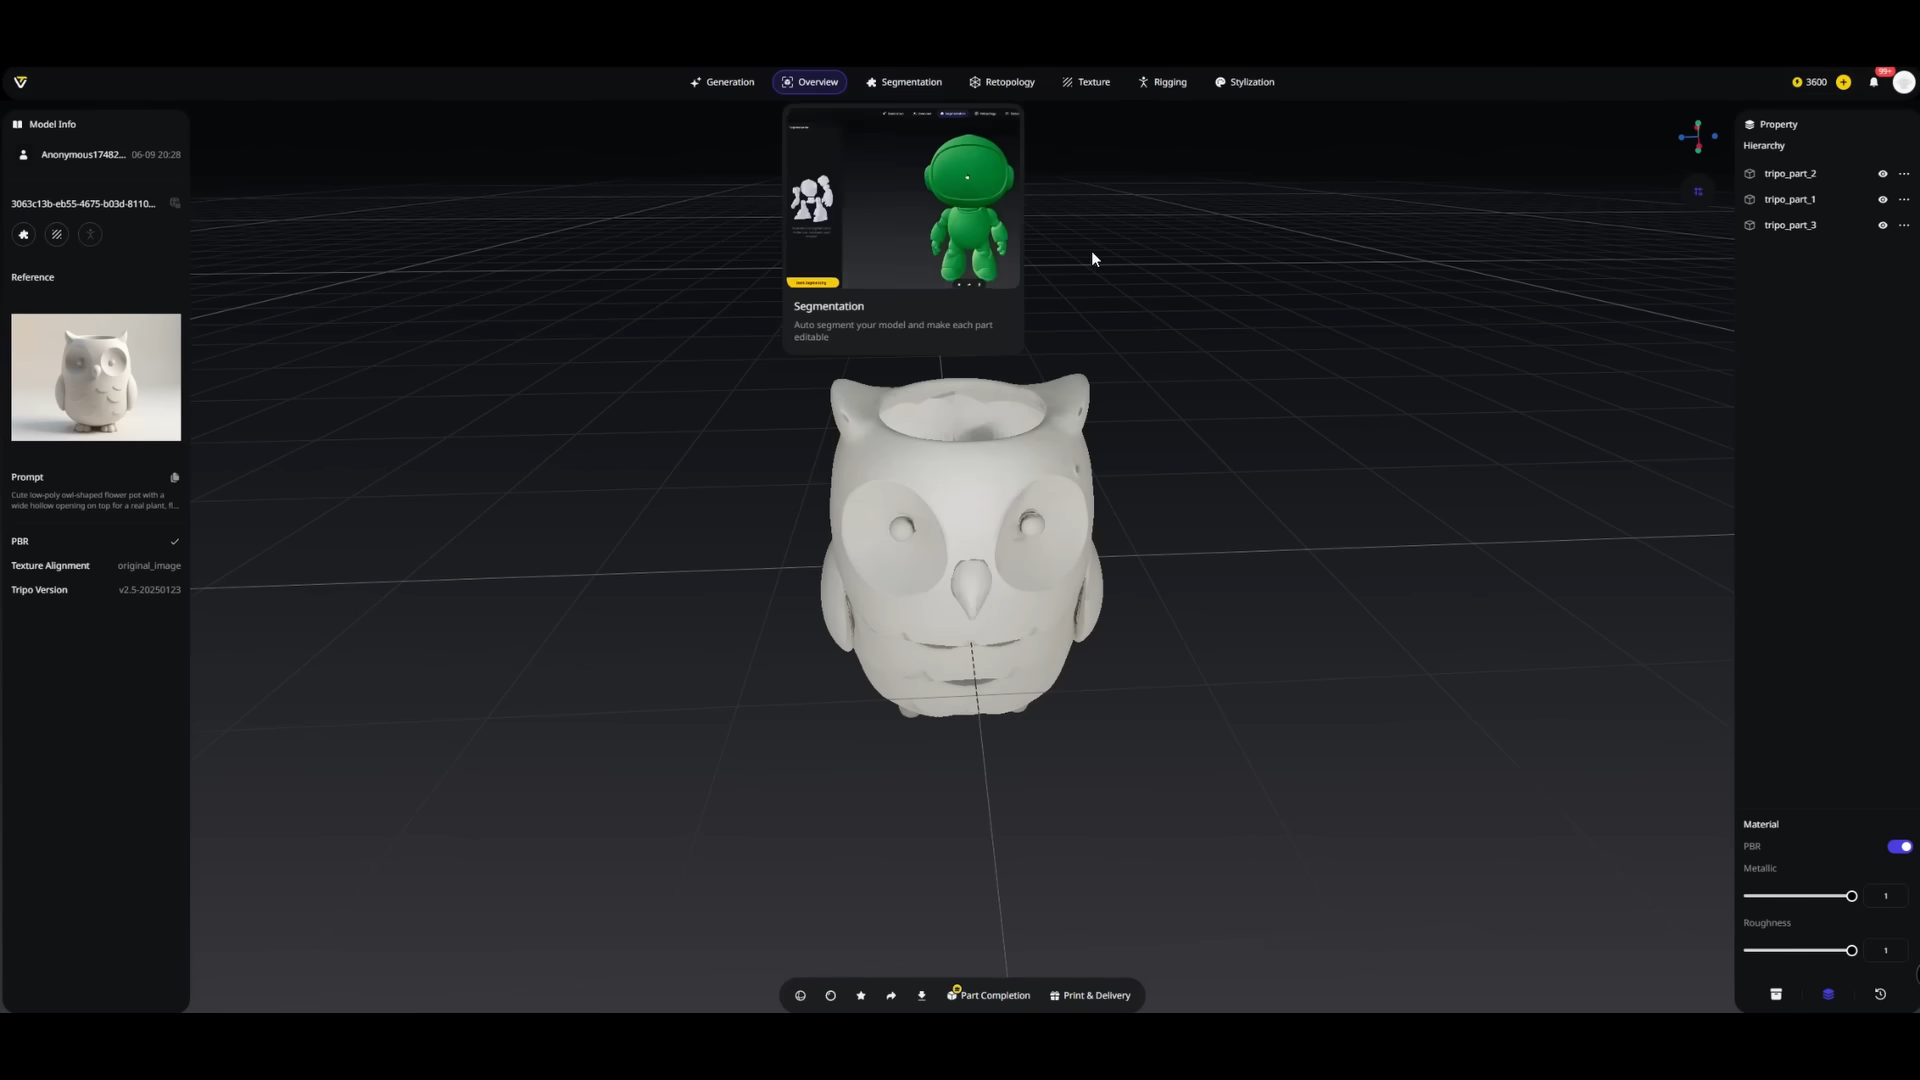 Generation
Overview
Segmentation
Retopology
Texture
Rigging
Stylization
3600
99+
Model Info
Anonymous17482... 06-09 20:28
3063c13b-eb55-4675-b03d-8110...
Reference
Prompt
Cute low-poly owl-shaped flower pot with a
wide hollow opening on top for a real plant, fl...
PBR
Texture Alignment original_image
Tripo Version v2.5-20250123
Segmentation
Auto segment your model and make each part
editable
Property
Hierarchy
tripo_part_2
tripo_part_1
tripo_part_3
Material
PBR
Metallic
1
Roughness
1
Part Completion
Print & Delivery